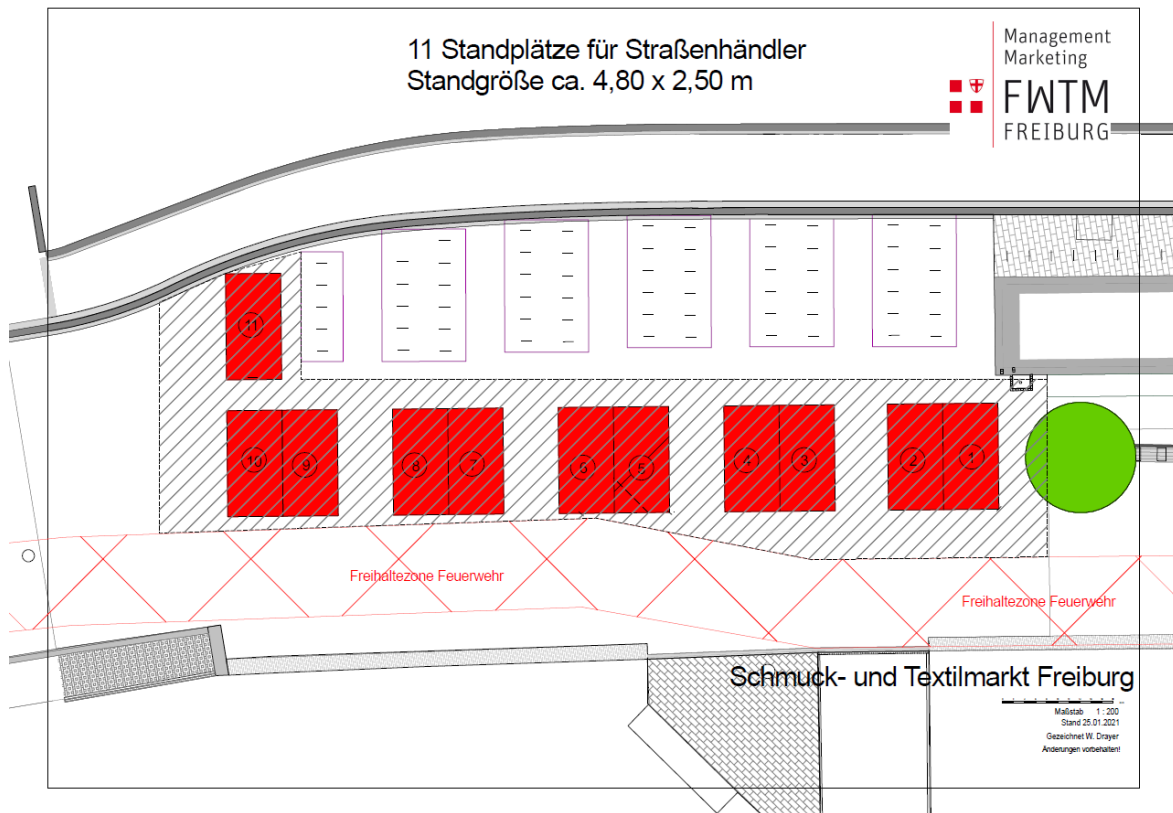 11 Standplätze für Straßenhändler
Standgröße ca. 4,80 x 2,50 m
Management
Marketing
FWTM
FREIBURG
11
10
9
8
7
6
5
4
3
2
1
Freihaltezone Feuerwehr
Freihaltezone Feuerwehr
Schmuck- und Textilmarkt Freiburg
Maßstab 1 : 200
Stand 25.01.2021
Gezeichnet W. Drayer
Änderungen vorbehalten!